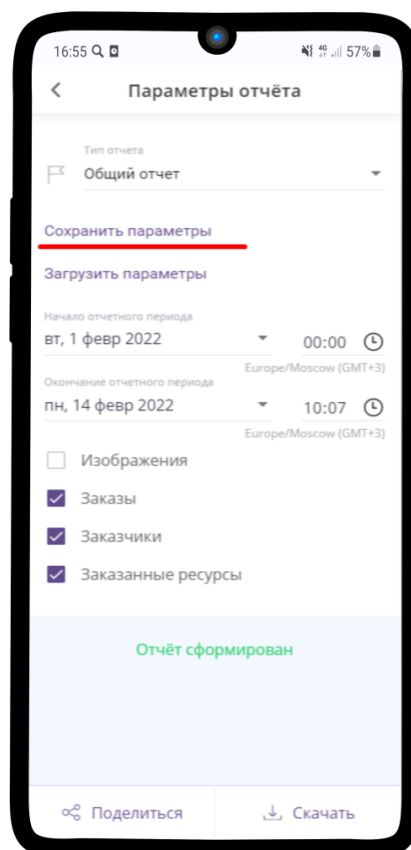 16:55 4G 57%
Параметры отчёта
Тип отчета
Общий отчет
Сохранить параметры
Загрузить параметры
Начало отчетного периода
вт, 1 февр 2022 00:00
Europe/Moscow (GMT+3)
Окончание отчетного периода
пн, 14 февр 2022 10:07
Europe/Moscow (GMT+3)
Изображения
Заказы
Заказчики
Заказанные ресурсы
Отчёт сформирован
Поделиться Скачать